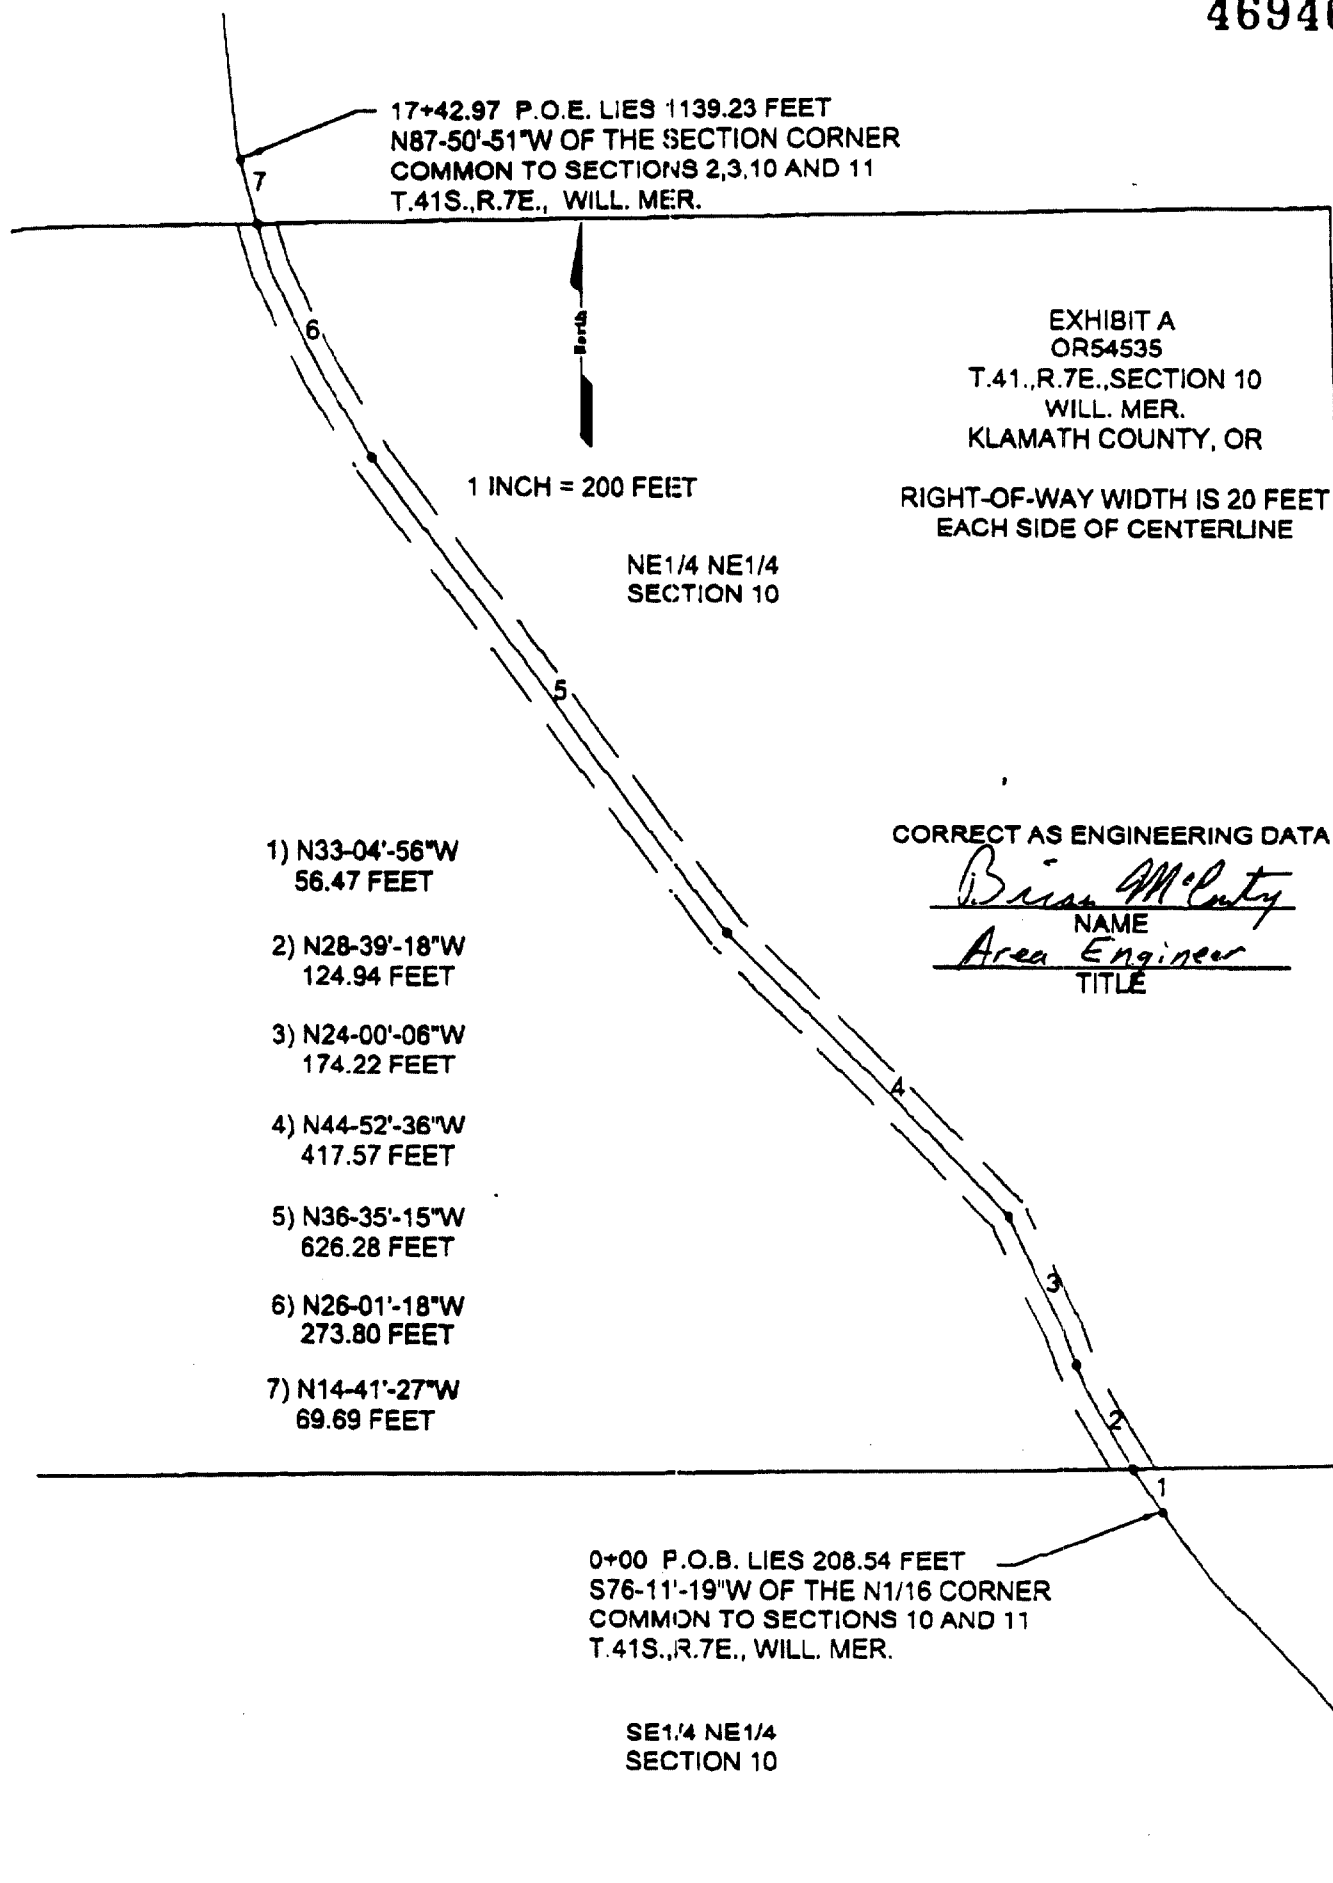 17+42.97 P.O.E. LIES 1139.23 FEET
N87-50'-51"W OF THE SECTION CORNER
COMMON TO SECTIONS 2,3,10 AND 11
T.41S.,R.7E., WILL. MER.
7
6
North
EXHIBIT A
OR54535
T.41.,R.7E.,SECTION 10
WILL. MER.
KLAMATH COUNTY, OR
1 INCH = 200 FEET
RIGHT-OF-WAY WIDTH IS 20 FEET
EACH SIDE OF CENTERLINE
NE1/4 NE1/4
SECTION 10
5
CORRECT AS ENGINEERING DATA
Brian
NAME
Area Engineer
TITLE
1) N33-04'-56"W
56.47 FEET
2) N28-39'-18"W
124.94 FEET
3) N24-00'-06"W
174.22 FEET
4) N44-52'-36"W
417.57 FEET
5) N36-35'-15"W
626.28 FEET
6) N26-01'-18"W
273.80 FEET
7) N14-41'-27"W
69.69 FEET
4
3
2
1
0+00 P.O.B. LIES 208.54 FEET
S76-11'-19"W OF THE N1/16 CORNER
COMMON TO SECTIONS 10 AND 11
T.41S.,R.7E., WILL. MER.
SE1/4 NE1/4
SECTION 10